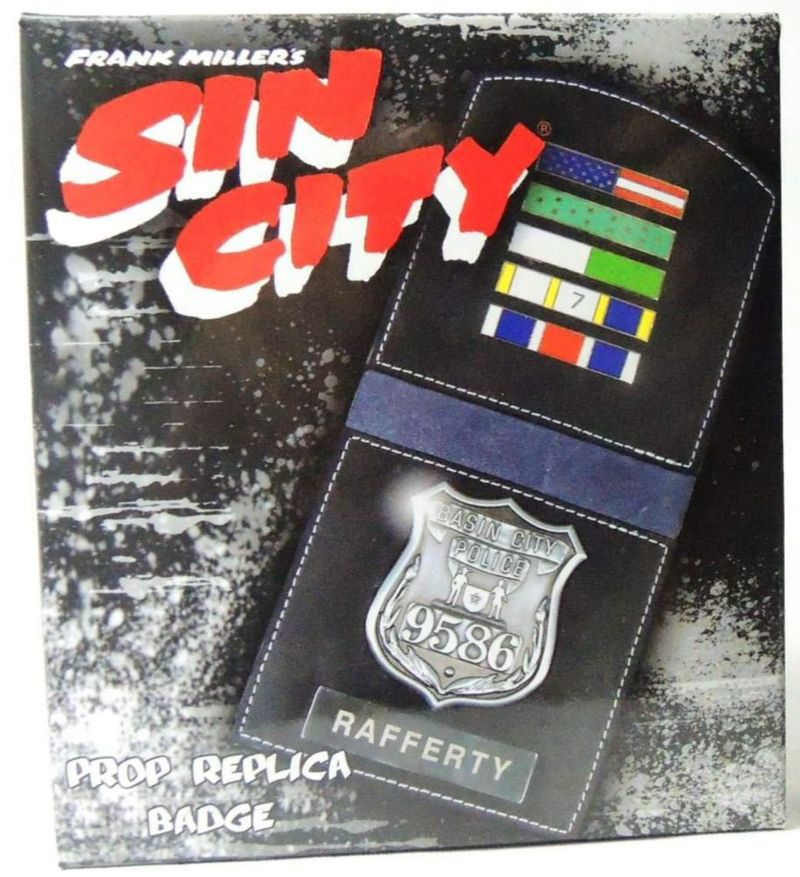 FRANK MILLER'S
SIN
CITY®
7
BASIN CITY
POLICE
9586
RAFFERTY
PROP REPLICA
BADGE